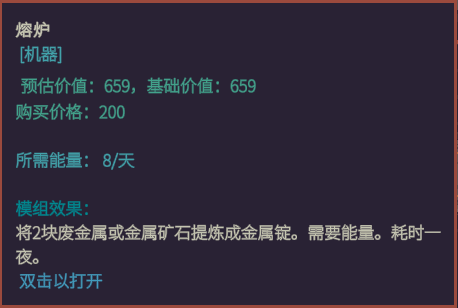 熔炉
[机器]
预估价值：659，基础价值：659
购买价格：200
所需能量： 8/天
模组效果：
将2块废金属或金属矿石提炼成金属锭。需要能量。耗时一
夜。
双击以打开